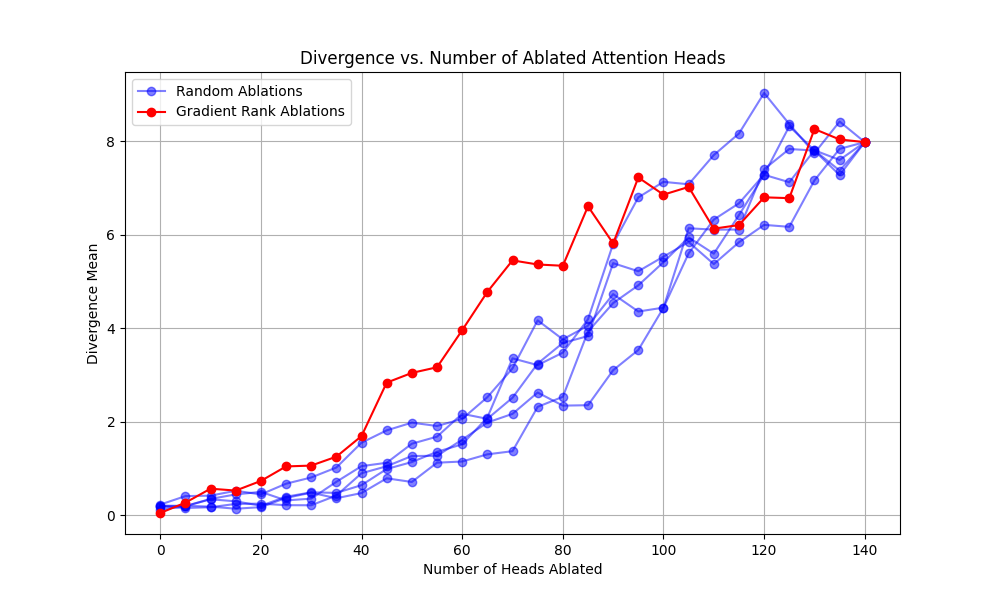 Divergence vs. Number of Ablated Attention Heads
Random Ablations
Gradient Rank Ablations
Divergence Mean
8
6
4
2
0
0 20 40 60 80 100 120 140
Number of Heads Ablated